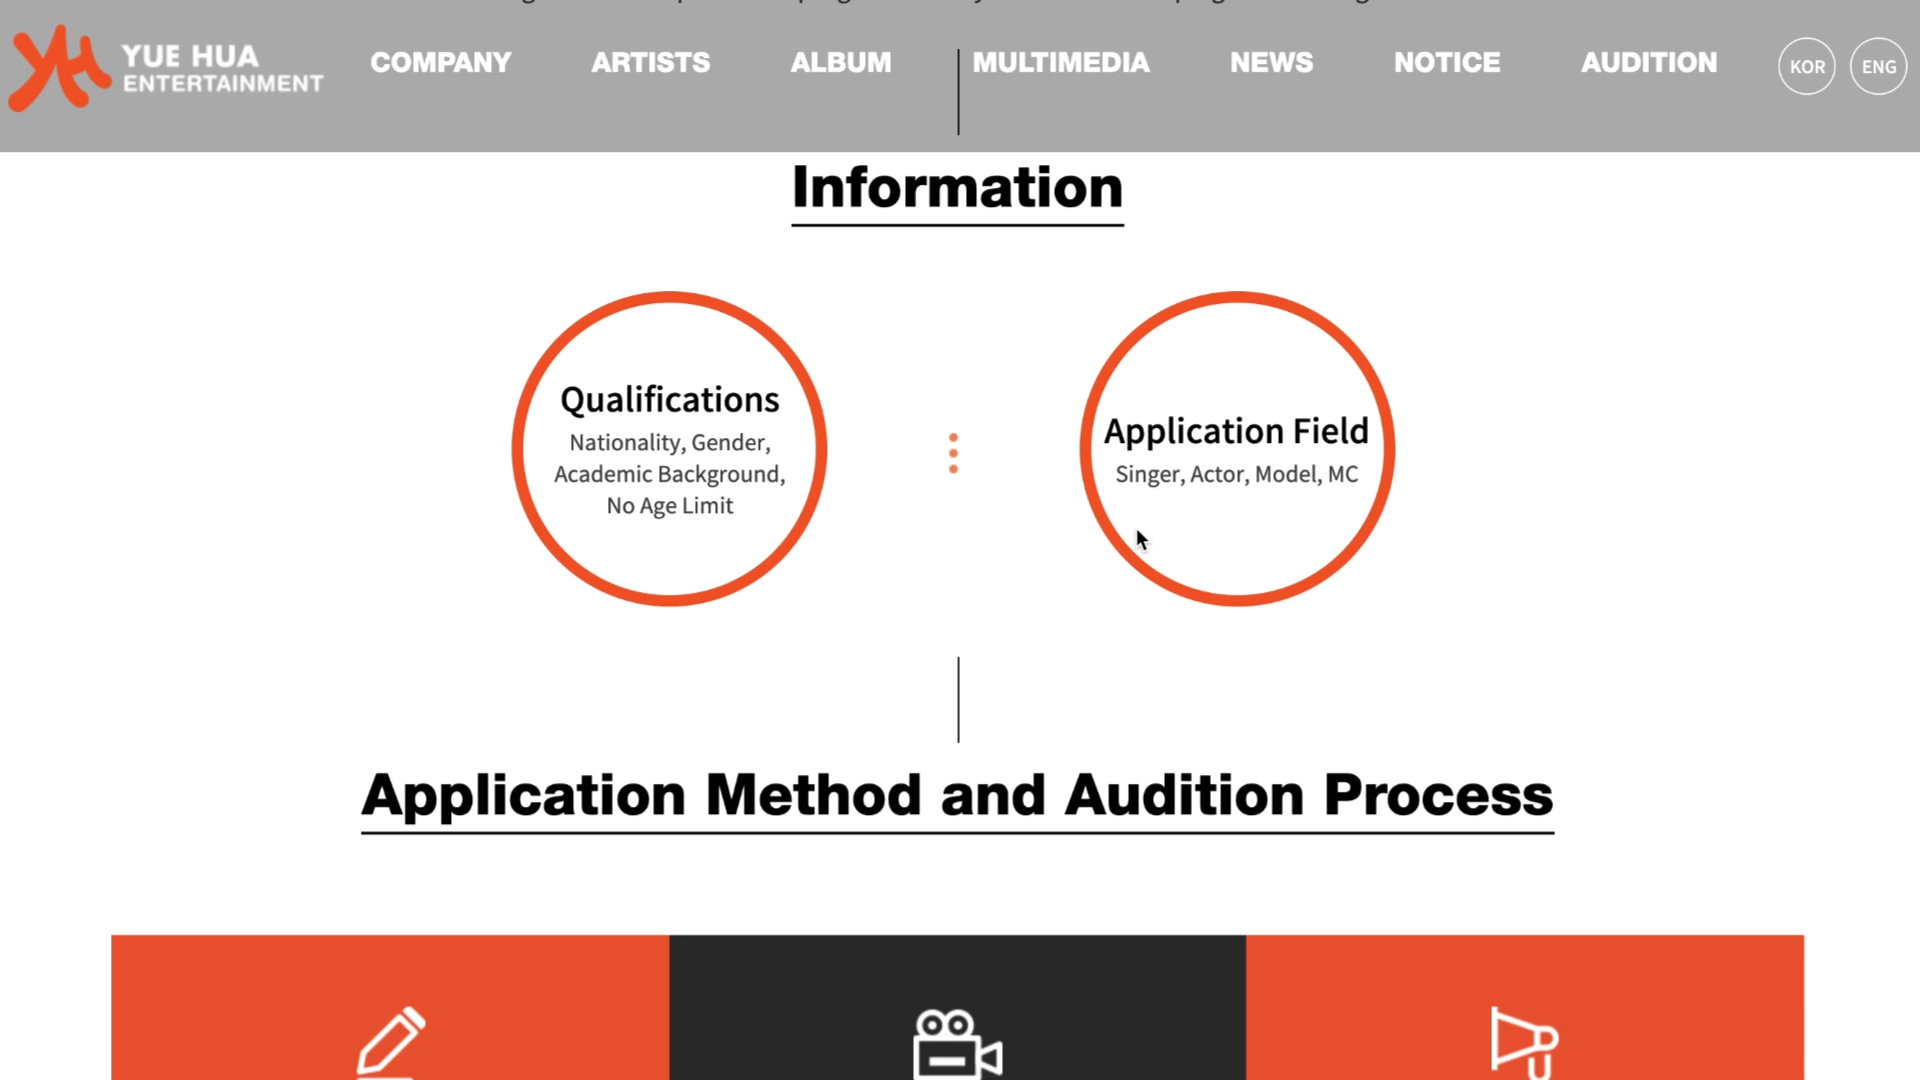 YUE HUA
ENTERTAINMENT
COMPANY
ARTISTS
ALBUM
MULTIMEDIA
NEWS
NOTICE
AUDITION
KOR
ENG
Information
Qualifications
Nationality, Gender,
Academic Background,
No Age Limit
Application Field
Singer, Actor, Model, MC
Application Method and Audition Process